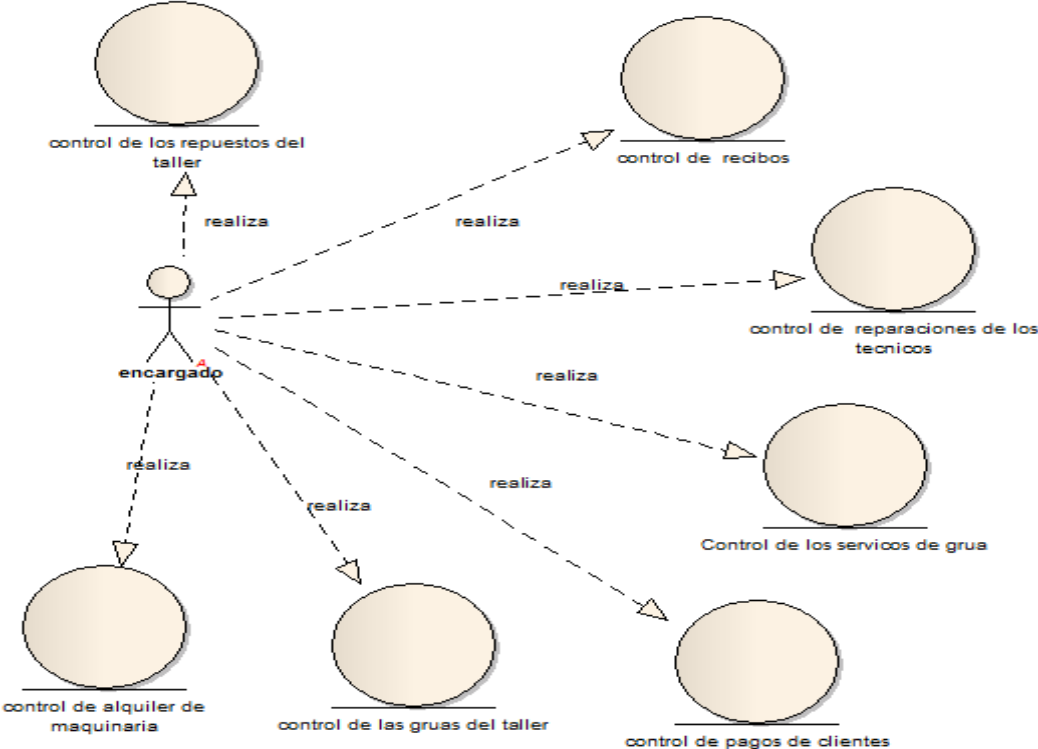 control de los repuestos del
taller
control de  recibos
realiza
realiza
realiza
control de  reparaciones de los
tecnicos
A
encargado
realiza
realiza
realiza
realiza
Control de los servicos de grua
control de alquiler de
maquinaria
control de las gruas del taller
control de pagos de clientes